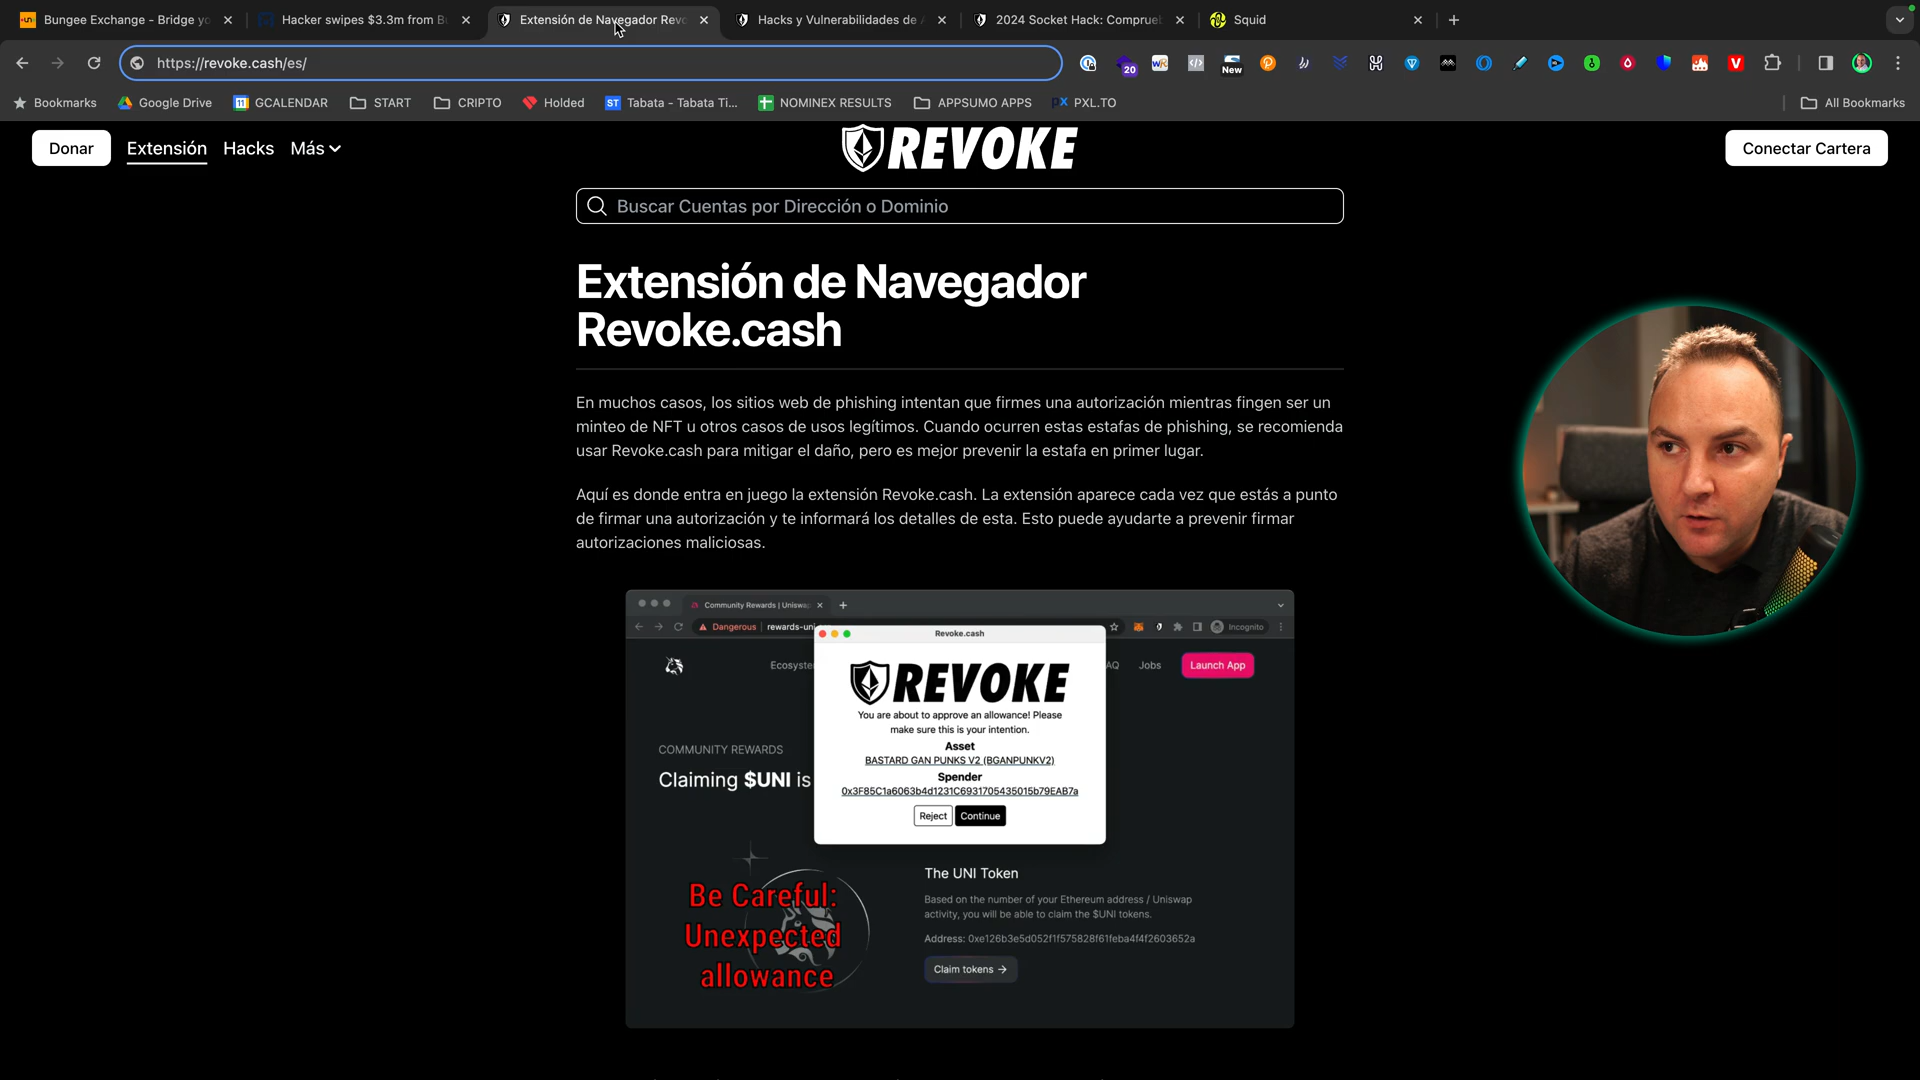 Bungee Exchange - Bridge yo
Hacker swipes $3.3m from B
Extensión de Navegador Revo
Hacks y Vulnerabilidades de A
2024 Socket Hack: Comprueb
Squid
https://revoke.cash/es/
20
New
Bookmarks
Google Drive
GCALENDAR
START
CRIPTO
Holded
Tabata - Tabata Ti...
NOMINEX RESULTS
APPSUMO APPS
PXL.TO
All Bookmarks
Donar
Extensión
Hacks
Más
REVOKE
Conectar Cartera
Buscar Cuentas por Dirección o Dominio
Extensión de Navegador
Revoke.cash
En muchos casos, los sitios web de phishing intentan que firmes una autorización mientras fingen ser un
minteo de NFT u otros casos de usos legítimos. Cuando ocurren estas estafas de phishing, se recomienda
usar Revoke.cash para mitigar el daño, pero es mejor prevenir la estafa en primer lugar.
Aquí es donde entra en juego la extensión Revoke.cash. La extensión aparece cada vez que estás a punto
de firmar una autorización y te informará los detalles de esta. Esto puede ayudarte a prevenir firmar
autorizaciones maliciosas.
Community Rewards | Uniswap
Dangerous
rewards-uni
Incognito
Revoke.cash
Ecosyste
AQ
Jobs
Launch App
REVOKE
You are about to approve an allowance! Please
make sure this is your intention.
Asset
BASTARD GAN PUNKS V2 (BGANPUNKV2)
Spender
0x3F85C1a6063b4d1231C6931705435015b79EAB7a
Reject
Continue
COMMUNITY REWARDS
Claiming $UNI is
Be Careful:
Unexpected
allowance
The UNI Token
Based on the number of your Ethereum address / Uniswap
activity, you will be able to claim the $UNI tokens.
Address: 0xe126b3e5d052f1f575828f61feba4f4f2603652a
Claim tokens →